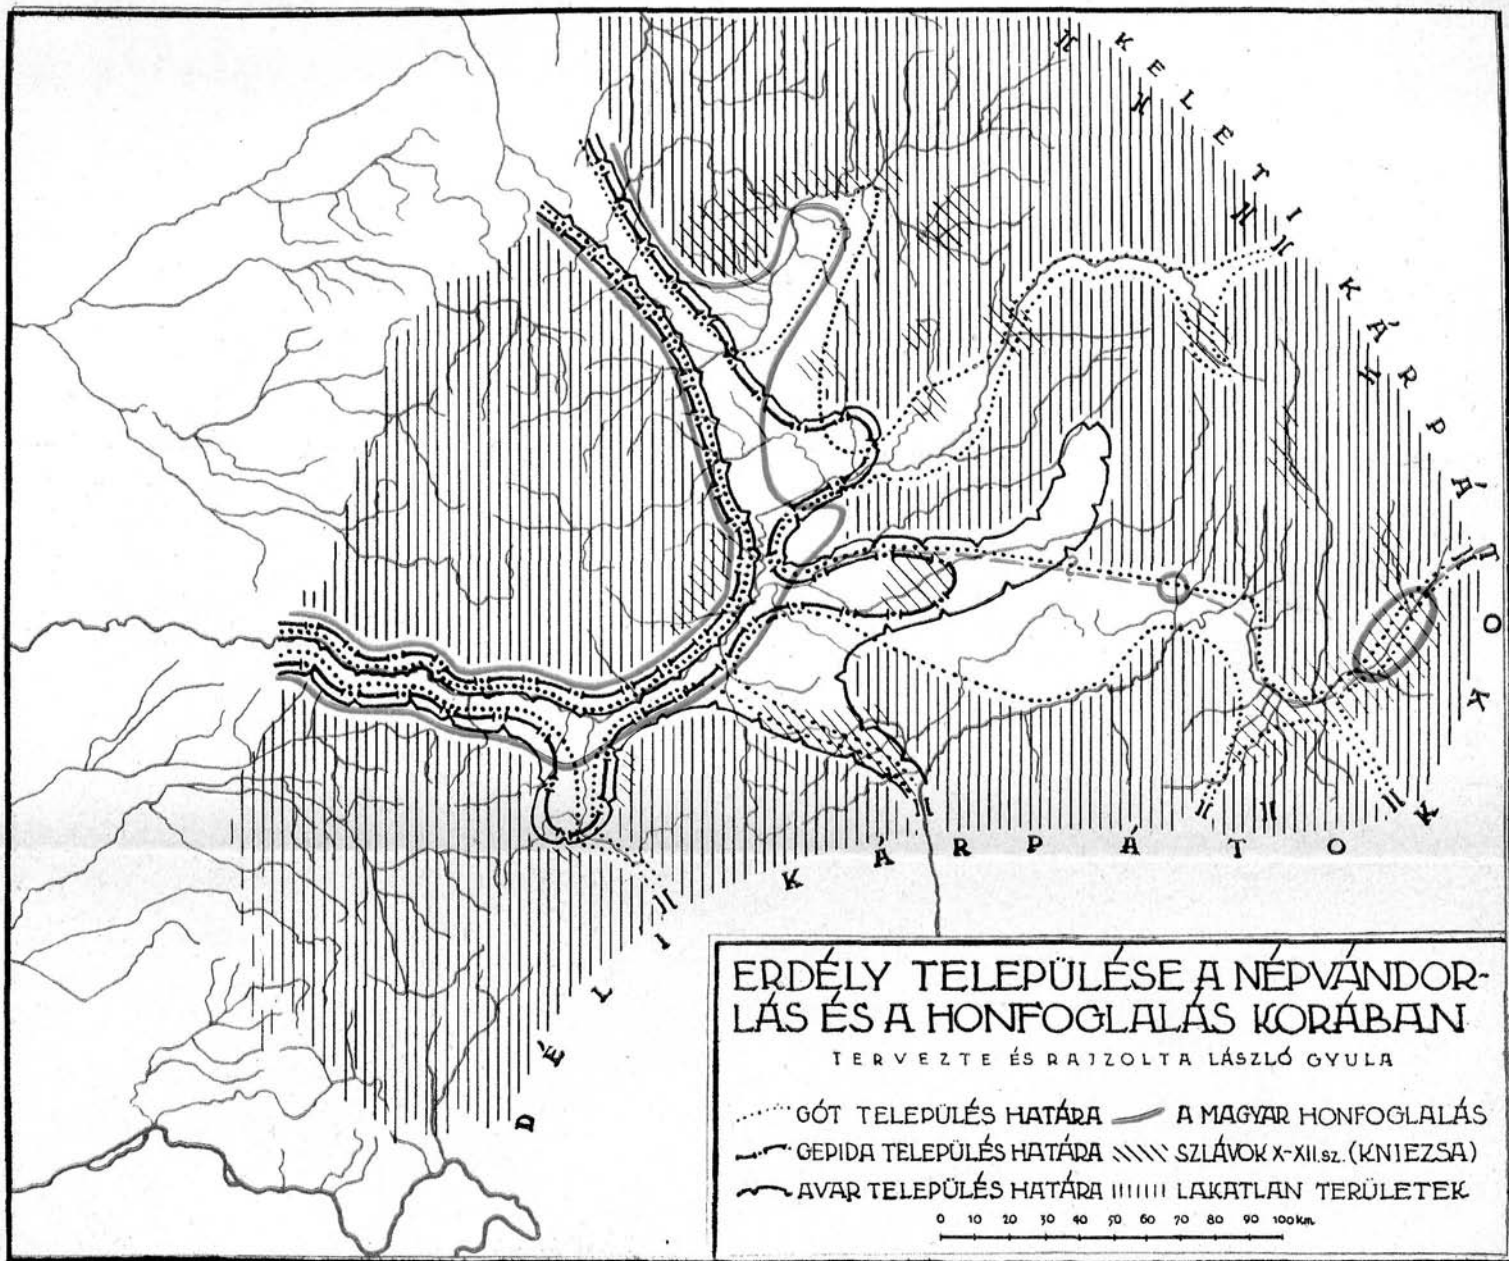 KELETI KÁRPÁTOK
DÉLI KÁRPÁTOK
ERDÉLY TELEPÜLÉSE A NÉPVÁNDOR-
LÁS ÉS A HONFOGLALÁS KORÁBAN
TERVEZTE ÉS RAJZOLTA LÁSZLÓ GYULA
GÓT TELEPÜLÉS HATÁRA A MAGYAR HONFOGLALÁS
GEPIDA TELEPÜLÉS HATÁRA SZLÁVOK X-XII.sz. (KNIEZSA)
AVAR TELEPÜLÉS HATÁRA LAKATLAN TERÜLETEK
0 10 20 30 40 50 60 70 80 90 100 km.